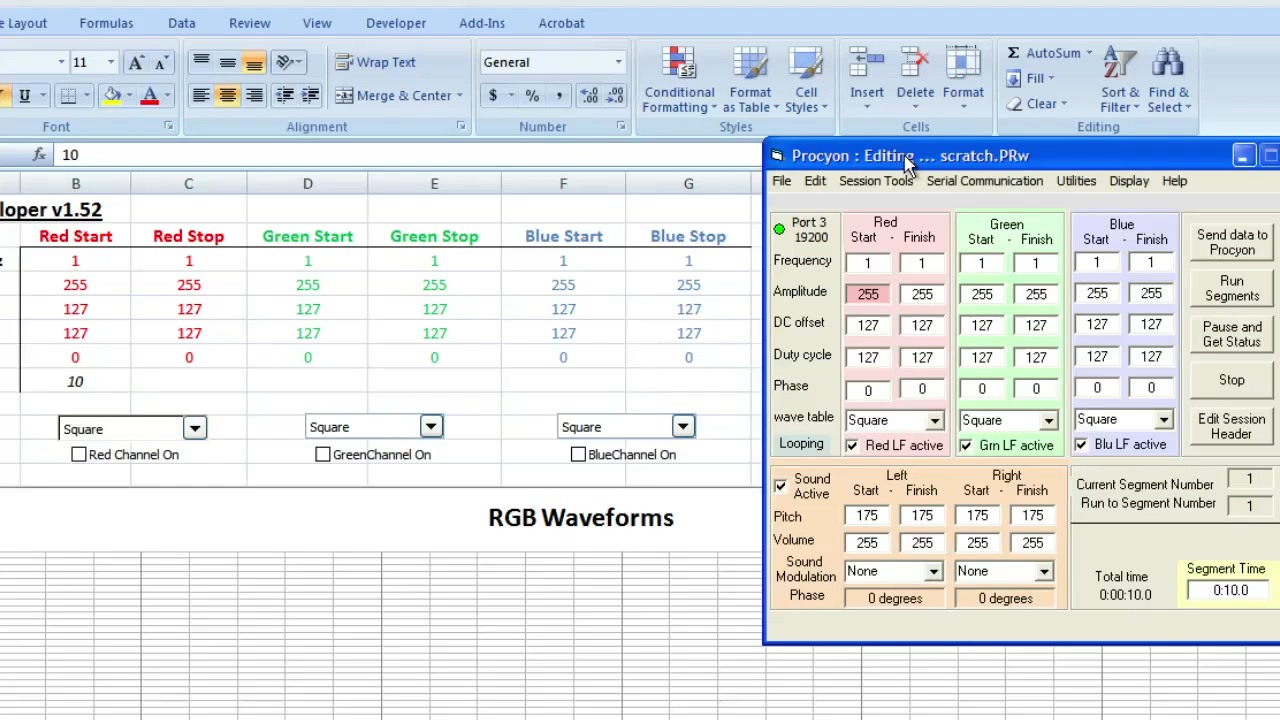 e Layout Formulas Data Review View Developer Add-Ins Acrobat
11 A A Wrap Text General Σ AutoSum
U A Merge & Center $ % , .0 .00 Conditional Formatting Format as Table Cell Styles Insert Delete Format Fill Clear Sort & Filter Find & Select
Font Alignment Number Styles Cells Editing
fx 10
B C D E F G
loper v1.52
Red Start Red Stop Green Start Green Stop Blue Start Blue Stop
z 1 1 1 1 1 1
255 255 255 255 255 255
127 127 127 127 127 127
127 127 127 127 127 127
0 0 0 0 0 0
10
Square Square Square
Red Channel On GreenChannel On BlueChannel On
RGB Waveforms
Procyon : Editing ... scratch.PRw
File Edit Session Tools Serial Communication Utilities Display Help
Port 3 Red Green Blue
19200 Start - Finish Start - Finish Start - Finish
Frequency 1 1 1 1 1 1
Amplitude 255 255 255 255 255 255
DC offset 127 127 127 127 127 127
Duty cycle 127 127 127 127 127 127
Phase 0 0 0 0 0 0
wave table Square Square Square
Looping Red LF active Grn LF active Blu LF active
Send data to
Procyon
Run
Segments
Pause and
Get Status
Stop
Edit Session
Header
Sound
Active
Left Right
Start - Finish Start - Finish
Pitch 175 175 175 175
Volume 255 255 255 255
Sound
Modulation None None
Phase 0 degrees 0 degrees
Current Segment Number 1
Run to Segment Number 1
Total time
0:00:10.0
Segment Time
0:10.0